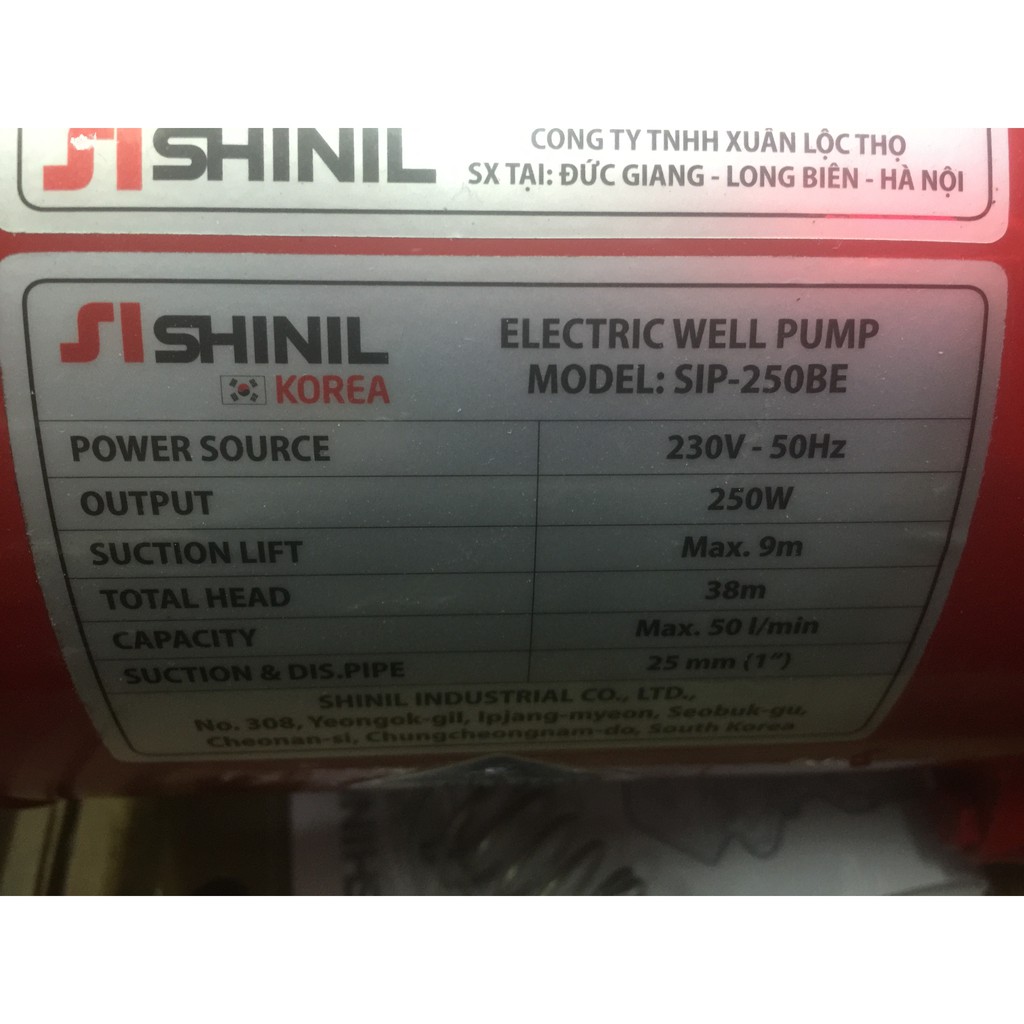 SI SHINIL
CÔNG TY TNHH XUÂN LỘC THỌ
SX TẠI: ĐỨC GIANG - LONG BIÊN - HÀ NỘI
SI SHINIL
KOREA
ELECTRIC WELL PUMP
MODEL: SIP-250BE
POWER SOURCE 230V - 50Hz
OUTPUT 250W
SUCTION LIFT Max. 9m
TOTAL HEAD 38m
CAPACITY Max. 50 l/min
SUCTION & DIS.PIPE 25 mm (1")
SHINIL INDUSTRIAL CO., LTD.,
No. 308, Yeongok-gil, Ipjang-myeon, Seobuk-gu,
Cheonan-si, Chungcheongnam-do, South Korea